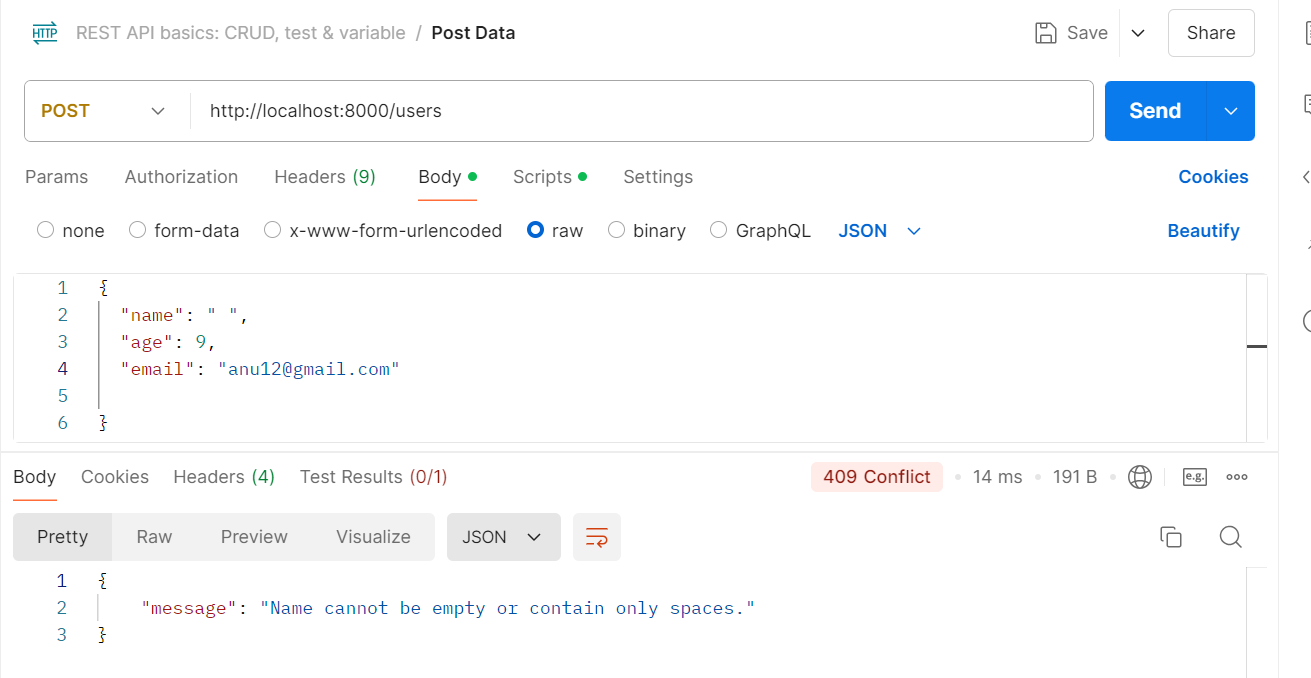 HTTP REST API basics: CRUD, test & variable / Post Data Save Share
POST http://localhost:8000/users Send
Params Authorization Headers (9) Body Scripts Settings Cookies
none form-data x-www-form-urlencoded raw binary GraphQL JSON Beautify
1 {
2 "name": " ",
3 "age": 9,
4 "email": "anu12@gmail.com"
5
6 }
Body Cookies Headers (4) Test Results (0/1) 409 Conflict • 14 ms • 191 B • e.g.
Pretty Raw Preview Visualize JSON
1 {
2 "message": "Name cannot be empty or contain only spaces."
3 }